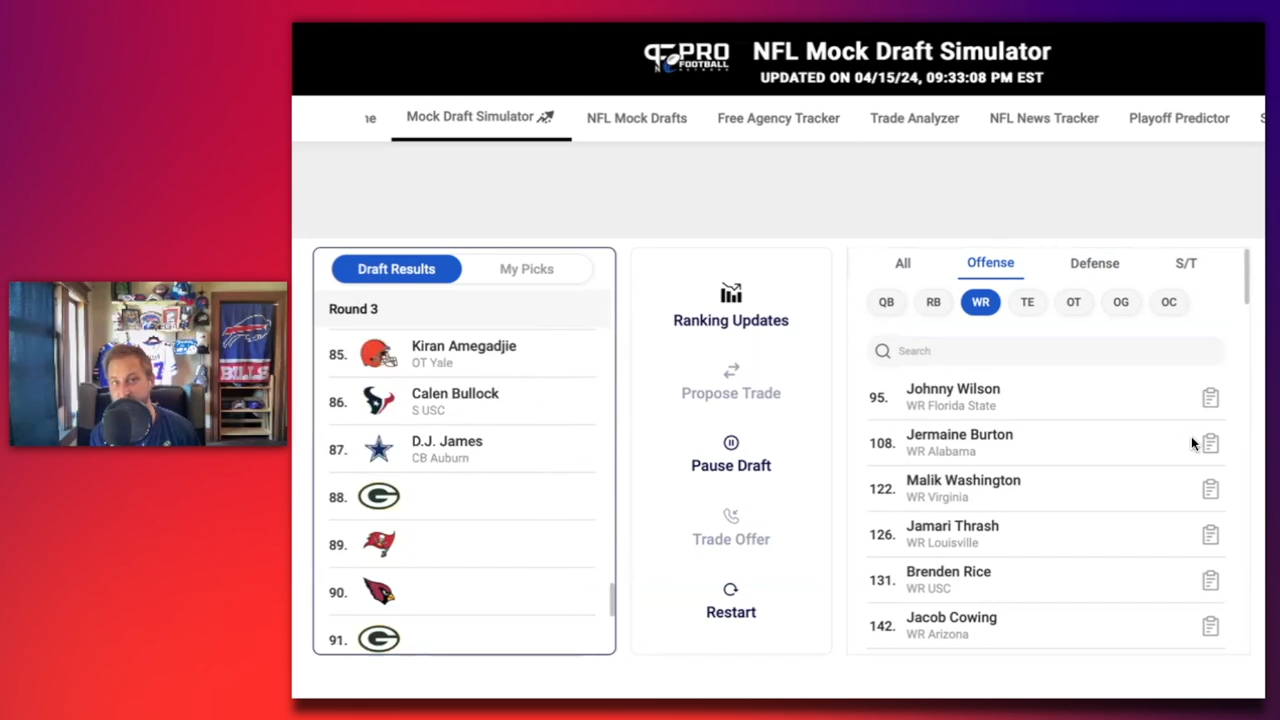 PRO
FOOTBALL
NETWORK
NFL Mock Draft Simulator
UPDATED ON 04/15/24, 09:33:08 PM EST
ne
Mock Draft Simulator
NFL Mock Drafts
Free Agency Tracker
Trade Analyzer
NFL News Tracker
Playoff Predictor
S
Draft Results
My Picks
Round 3
85.
Kiran Amegadjie
OT Yale
86.
Calen Bullock
S USC
87.
D.J. James
CB Auburn
88.
89.
90.
91.
Ranking Updates
Propose Trade
Pause Draft
Trade Offer
Restart
All
Offense
Defense
S/T
QB
RB
WR
TE
OT
OG
OC
Search
95.
Johnny Wilson
WR Florida State
108.
Jermaine Burton
WR Alabama
122.
Malik Washington
WR Virginia
126.
Jamari Thrash
WR Louisville
131.
Brenden Rice
WR USC
142.
Jacob Cowing
WR Arizona
BILLS